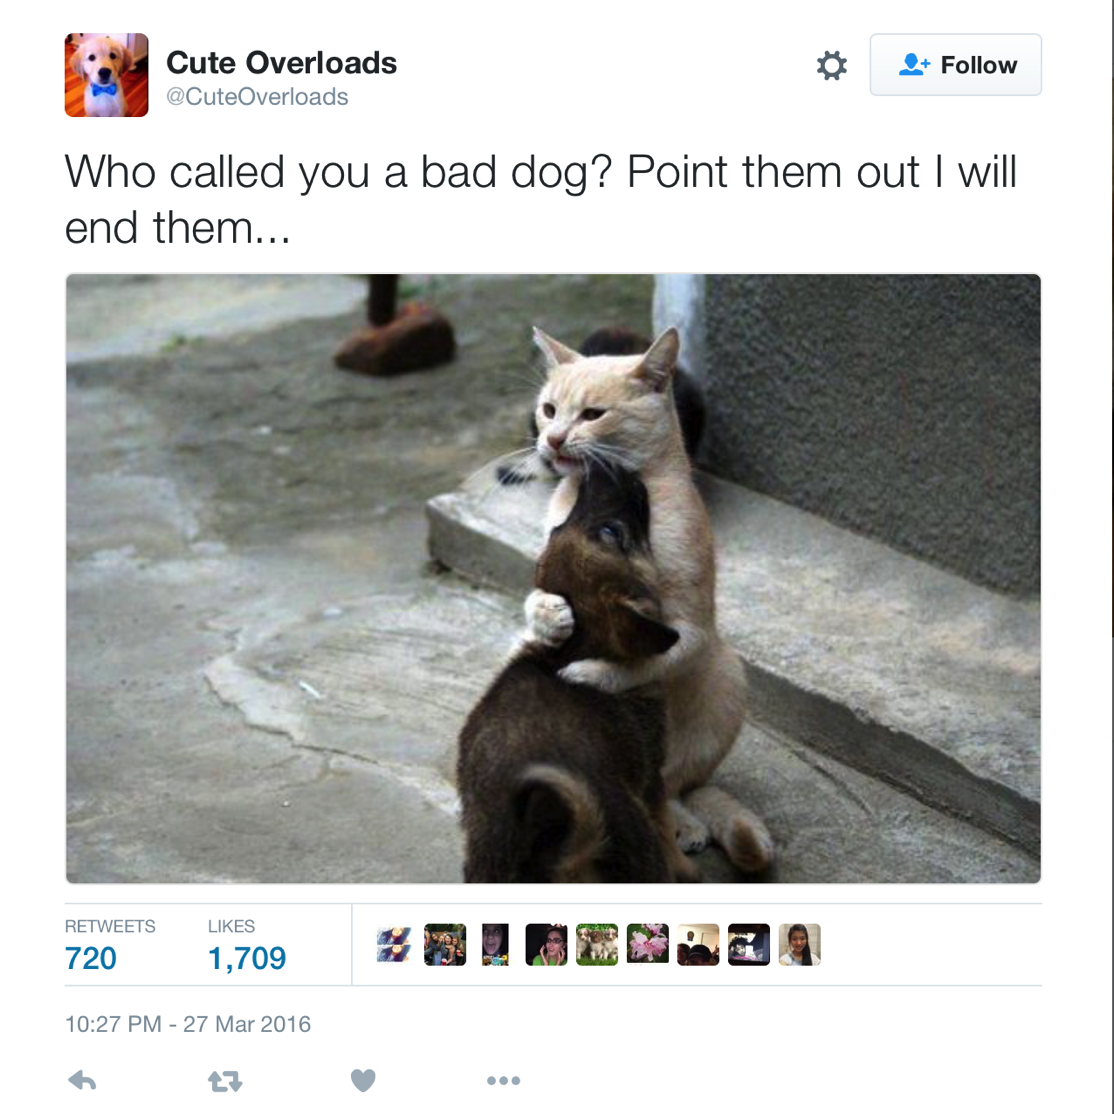 Cute Overloads
@CuteOverloads
Follow
Who called you a bad dog? Point them out I will
end them...
RETWEETS LIKES
720 1,709
10:27 PM - 27 Mar 2016